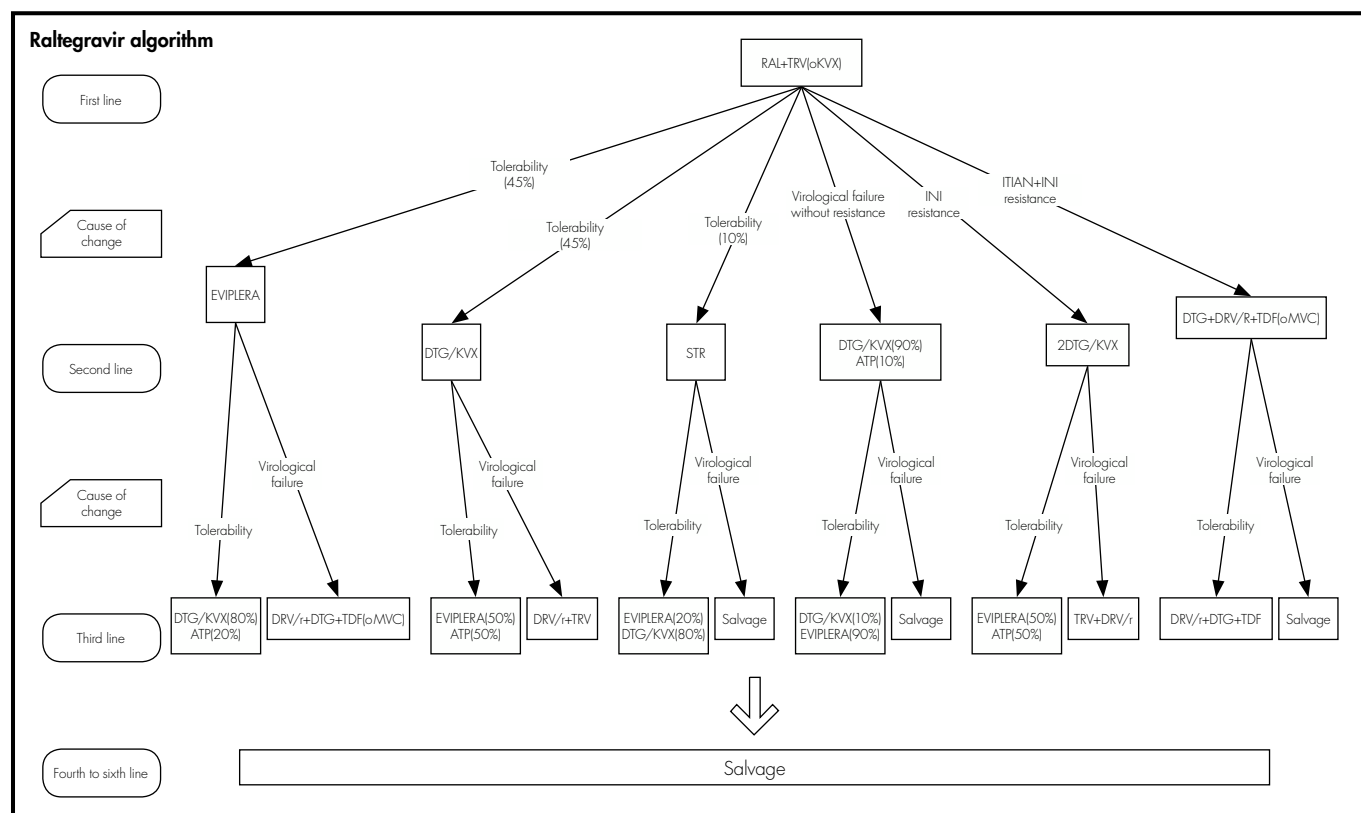 Raltegravir algorithm
RAL+TRV(oKVX)
First line
Tolerability
(45%)
Tolerability
(45%)
Tolerability
(10%)
Virological failure
without resistance
INI
resistance
ITIAN+INI
resistance
Cause of
change
EVIPLERA
DTG/KVX
STR
DTG/KVX(90%)
ATP(10%)
2DTG/KVX
DTG+DRV/R+TDF(oMVC)
Second line
Cause of
change
Tolerability
Virological
failure
Tolerability
Virological
failure
Tolerability
Virological
failure
Tolerability
Virological
failure
Tolerability
Virological
failure
Tolerability
Virological
failure
Third line
DTG/KVX(80%)
ATP(20%)
DRV/r+DTG+TDF(oMVC)
EVIPLERA(50%)
ATP(50%)
DRV/r+TRV
EVIPLERA(20%)
DTG/KVX(80%)
Salvage
DTG/KVX(10%)
EVIPLERA(90%)
Salvage
EVIPLERA(50%)
ATP(50%)
TRV+DRV/r
DRV/r+DTG+TDF
Salvage
Fourth to sixth line
Salvage